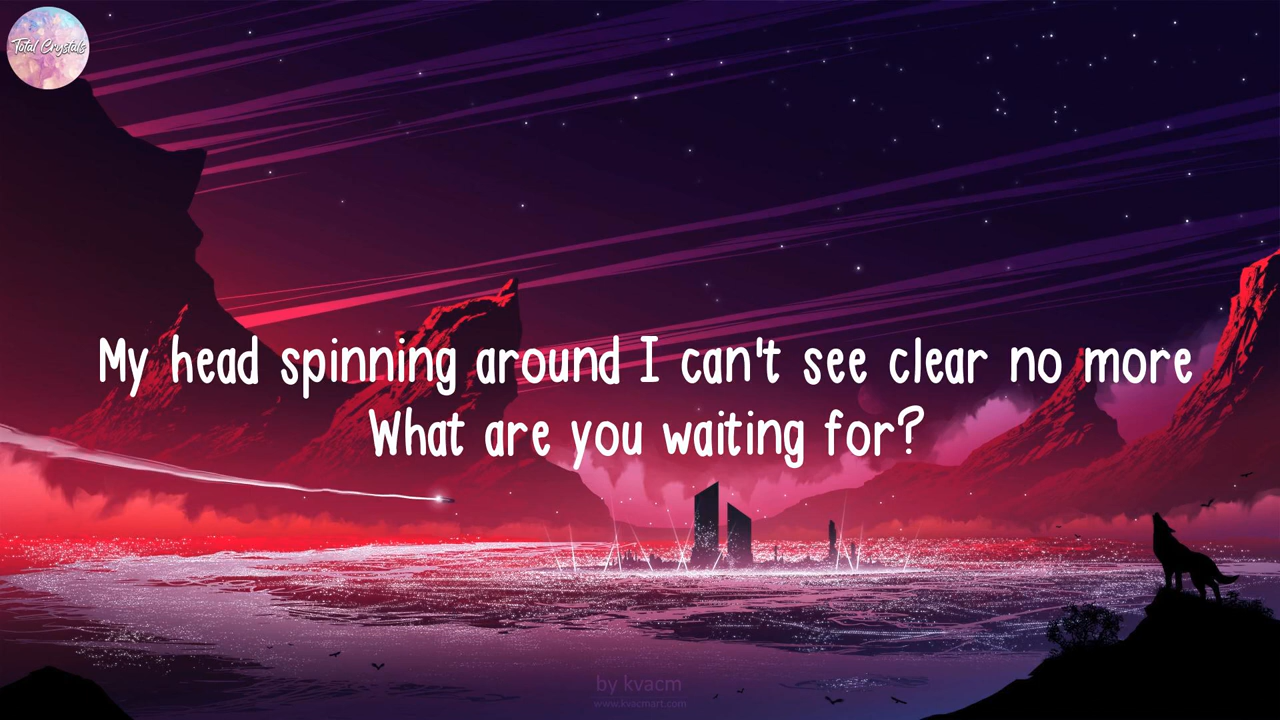 Total Crystals
My head spinning around I can't see clear no more
What are you waiting for?
by kvacm
www.kvacmart.com